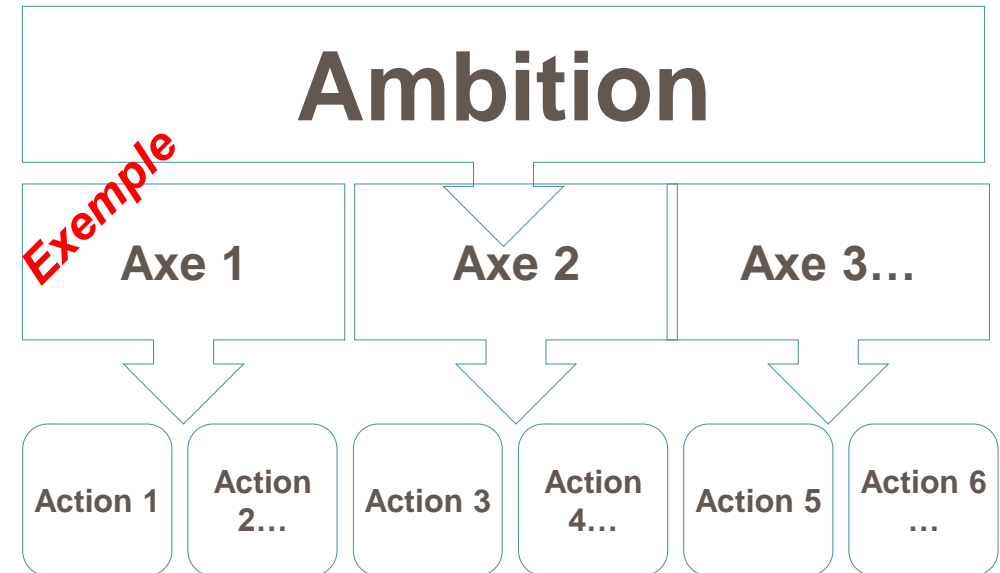 Ambition
Exemple
Axe 1
Axe 2
Axe 3…
Action 1
Action
2…
Action 3
Action
4…
Action 5
Action 6
…